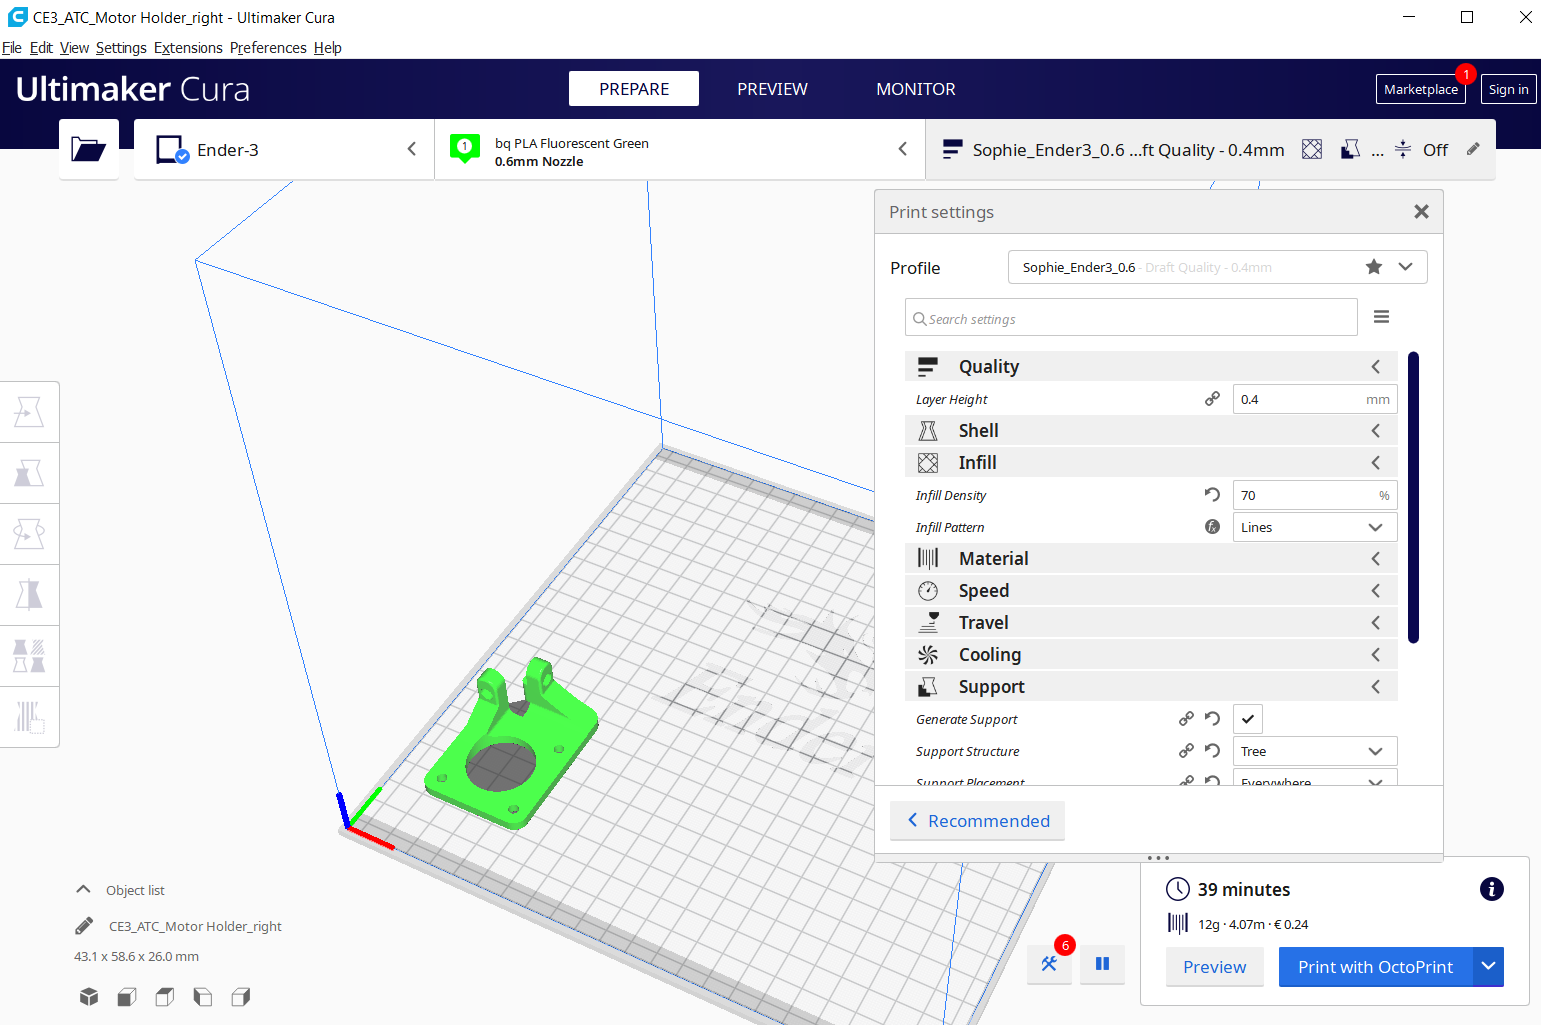 CE3_ATC_Motor Holder_right - Ultimaker Cura
File Edit View Settings Extensions Preferences Help
Ultimaker Cura
PREPARE
PREVIEW
MONITOR
Marketplace
1
Sign in
Ender-3
1
bq PLA Fluorescent Green
0.6mm Nozzle
Sophie_Ender3_0.6 ...ft Quality - 0.4mm
...
Off
Print settings
Profile
Sophie_Ender3_0.6 - Draft Quality - 0.4mm
Search settings
Quality
Layer Height
0.4 mm
Shell
Infill
Infill Density
70 %
Infill Pattern
Lines
Material
Speed
Travel
Cooling
Support
Generate Support
Support Structure
Tree
Support Placement
Everywhere
Recommended
Object list
CE3_ATC_Motor Holder_right
43.1 x 58.6 x 26.0 mm
6
39 minutes
12g · 4.07m · € 0.24
Preview
Print with OctoPrint